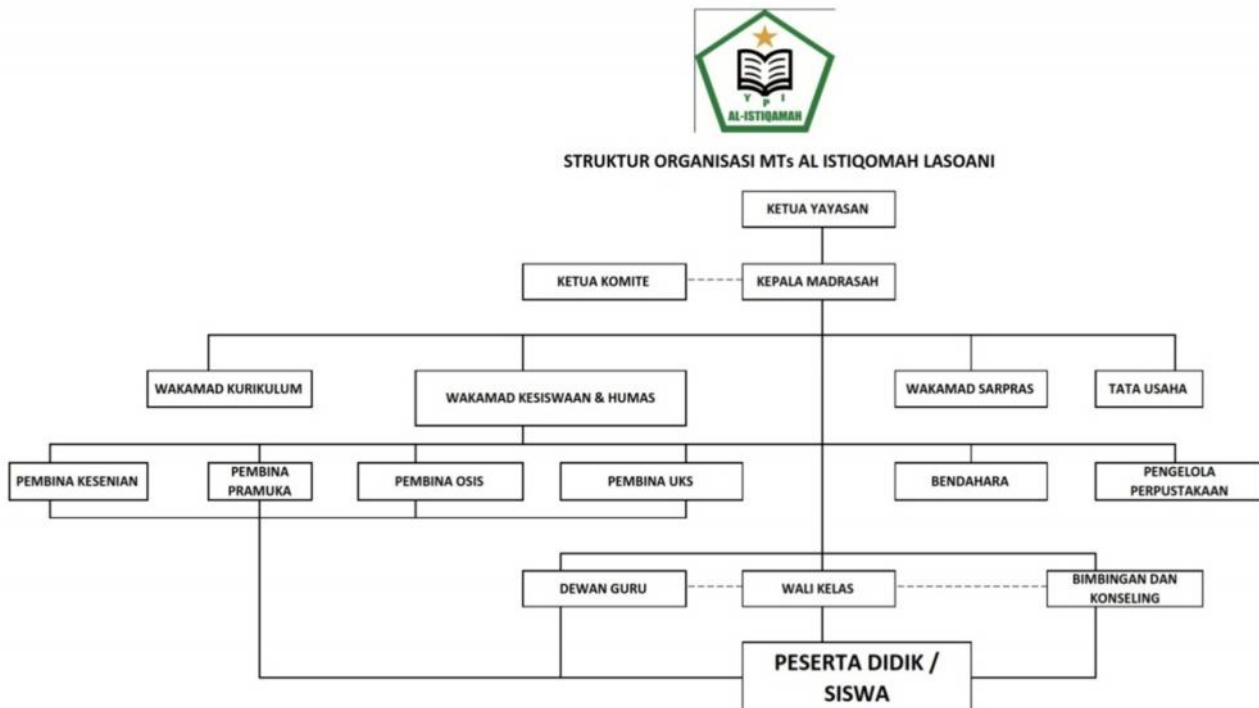 Y P I
AL-ISTIQAMAH
STRUKTUR ORGANISASI MTs AL ISTIQOMAH LASOANI
KETUA YAYASAN
KETUA KOMITE
KEPALA MADRASAH
WAKAMAD KURIKULUM
WAKAMAD KESISWAAN & HUMAS
WAKAMAD SARPRAS
TATA USAHA
PEMBINA KESENIAN
PEMBINA
PRAMUKA
PEMBINA OSIS
PEMBINA UKS
BENDAHARA
PENGELOLA
PERPUSTAKAAN
DEWAN GURU
WALI KELAS
BIMBINGAN DAN
KONSELING
PESERTA DIDIK /
SISWA